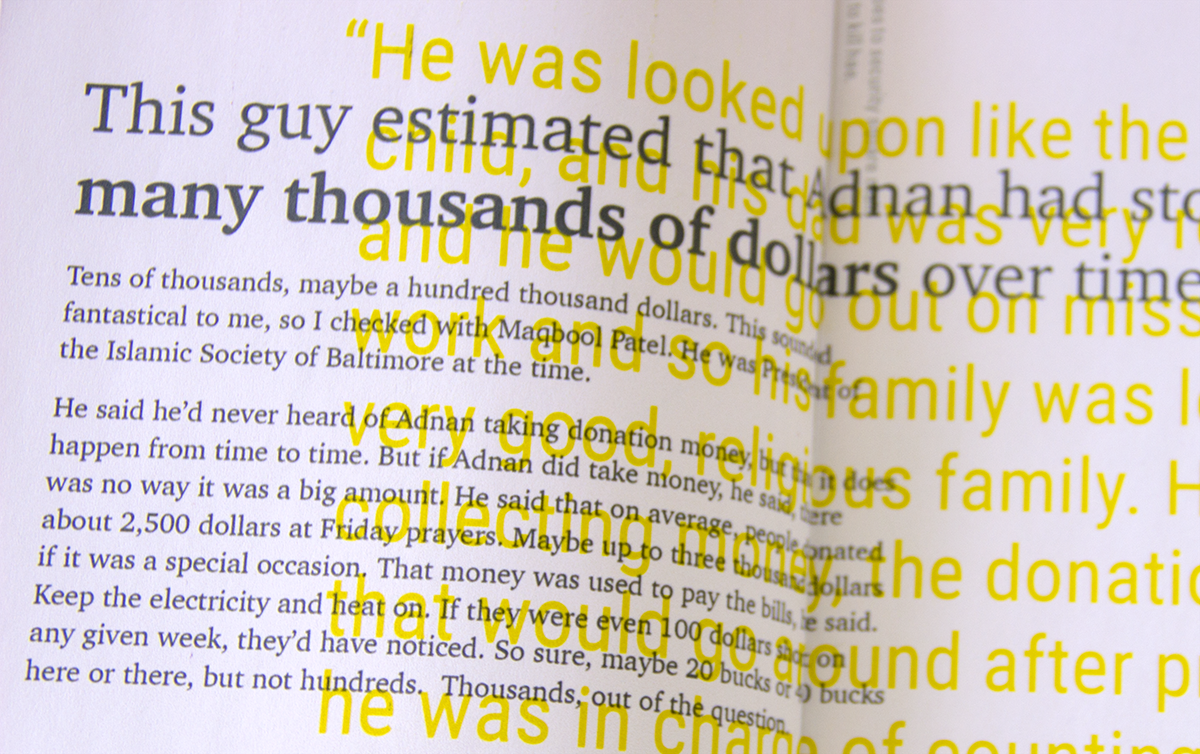 “He was looked upon like the
This guy estimated that Adnan had sto
child, and his dad was very r
many thousands of dollars over time
and he would go out on miss
Tens of thousands, maybe a hundred thousand dollars. This sounded
fantastical to me, so I checked with Maqbool Patel. He was President of
the Islamic Society of Baltimore at the time.
work and so his family was l
He said he’d never heard of Adnan taking donation money, but it does
happen from time to time. But if Adnan did take money, he said, there
was no way it was a big amount. He said that on average, people donated
about 2,500 dollars at Friday prayers. Maybe up to three thousand dollars
if it was a special occasion. That money was used to pay the bills, he said.
Keep the electricity and heat on. If they were even 100 dollars short on
any given week, they’d have noticed. So sure, maybe 20 bucks or 40 bucks
here or there, but not hundreds. Thousands, out of the question.
very good, religious family. H
collecting money, the donatio
that would go around after p
he was in charge of counting